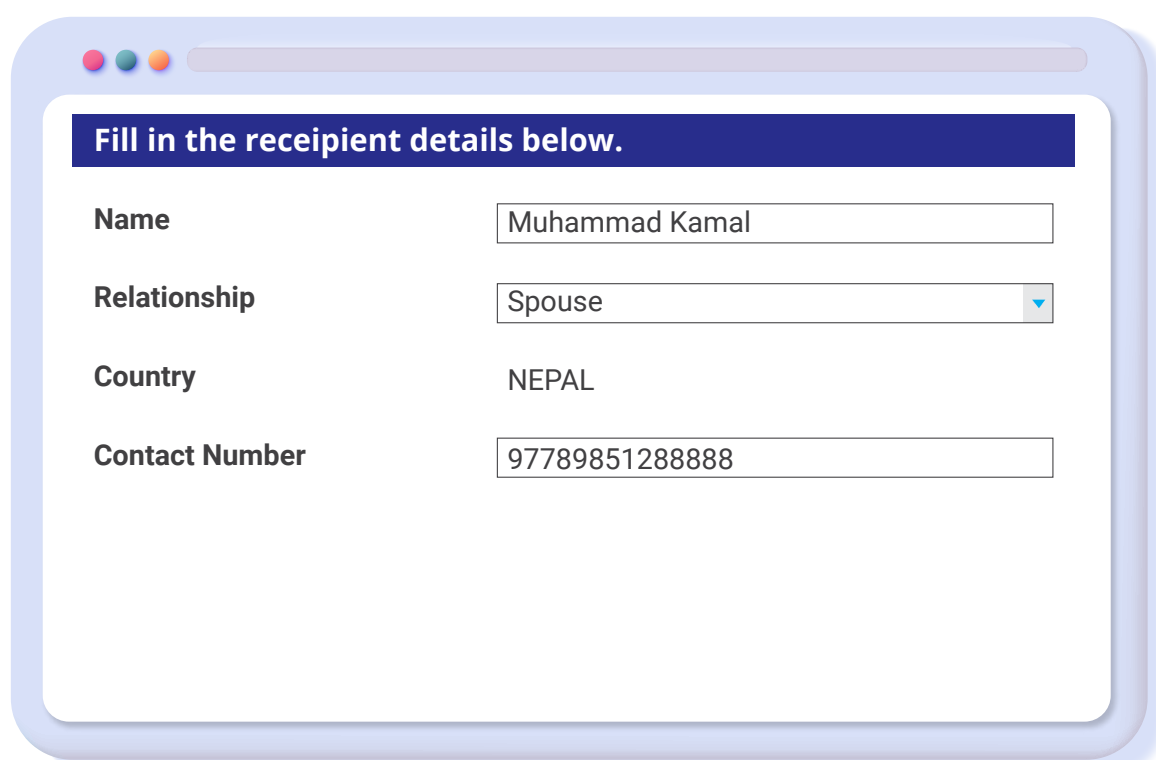 Fill in the receipient details below.
Name Muhammad Kamal
Relationship Spouse
Country NEPAL
Contact Number 97789851288888